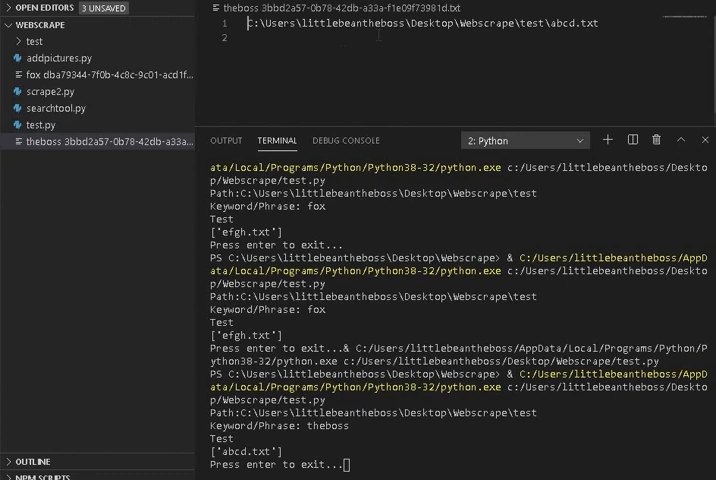 OPEN EDITORS 3 UNSAVED
WEBSCRAPE
test
addpictures.py
fox dba79344-7f0b-4c8c-9c01-acd1f...
scrape2.py
searchtool.py
test.py
theboss 3bbd2a57-0b78-42db-a33a-...
OUTLINE
NPM SCRIPTS
theboss 3bbd2a57-0b78-42db-a33a-f1e09f73981d.txt
1 C:\Users\littlebeantheboss\Desktop\Webscrape\test\abcd.txt
2
OUTPUT TERMINAL DEBUG CONSOLE 2: Python
ata/Local/Programs/Python/Python38-32/python.exe c:/Users/littlebeantheboss/Deskto
p/Webscrape/test.py
Path:C:\Users\littlebeantheboss\Desktop\Webscrape\test
Keyword/Phrase: fox
Test
['efgh.txt']
Press enter to exit...
PS C:\Users\littlebeantheboss\Desktop\Webscrape> & C:/Users/littlebeantheboss/AppD
ata/Local/Programs/Python/Python38-32/python.exe c:/Users/littlebeantheboss/Deskto
p/Webscrape/test.py
Path:C:\Users\littlebeantheboss\Desktop\Webscrape\test
Keyword/Phrase: fox
Test
['efgh.txt']
Press enter to exit...& C:/Users/littlebeantheboss/AppData/Local/Programs/Python/P
ython38-32/python.exe c:/Users/littlebeantheboss/Desktop/Webscrape/test.py
PS C:\Users\littlebeantheboss\Desktop\Webscrape> & C:/Users/littlebeantheboss/AppD
ata/Local/Programs/Python/Python38-32/python.exe c:/Users/littlebeantheboss/Deskto
p/Webscrape/test.py
Path:C:\Users\littlebeantheboss\Desktop\Webscrape\test
Keyword/Phrase: theboss
Test
['abcd.txt']
Press enter to exit...